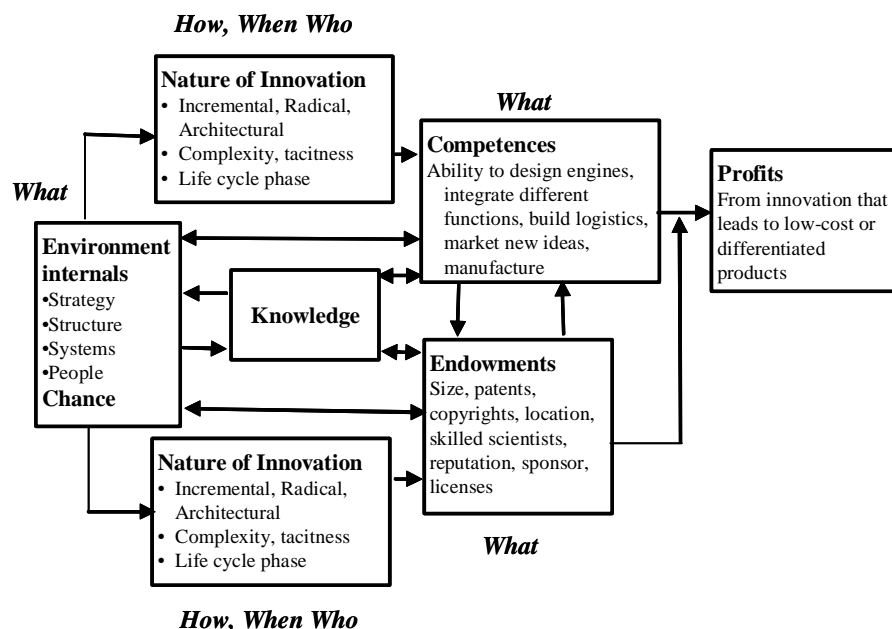 How, When Who
Nature of Innovation
• Incremental, Radical,
Architectural
• Complexity, tacitness
• Life cycle phase
What
Competences
Ability to design engines,
integrate different
functions, build logistics,
market new ideas,
manufacture
Profits
From innovation that
leads to low-cost or
differentiated
products
What
Environment
internals
•Strategy
•Structure
•Systems
•People
Chance
Knowledge
Endowments
Size, patents,
copyrights, location,
skilled scientists,
reputation, sponsor,
licenses
Nature of Innovation
• Incremental, Radical,
Architectural
• Complexity, tacitness
• Life cycle phase
What
How, When Who